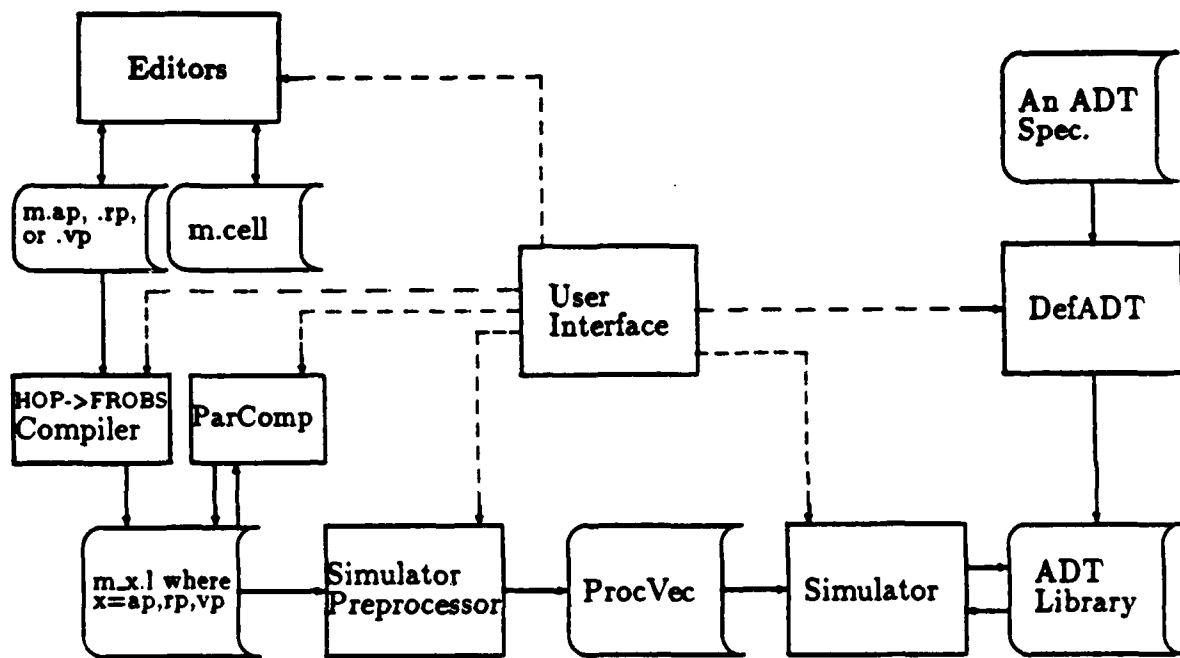 Editors
An ADT
Spec.
m.ap, .rp,
or .vp
m.cell
User
Interface
DefADT
HOP->FROBS
Compiler
ParComp
m_x.l where
x=ap,rp,vp
Simulator
Preprocessor
ProcVec
Simulator
ADT
Library